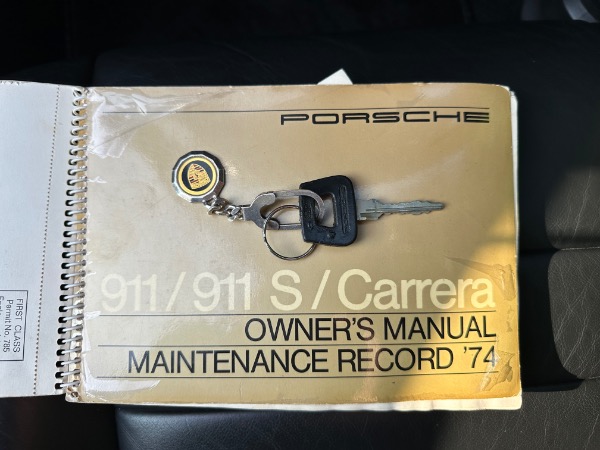 PORSCHE
911/911 S/Carrera
OWNER'S MANUAL
MAINTENANCE RECORD '74
FIRST CLASS
Permit No. 785